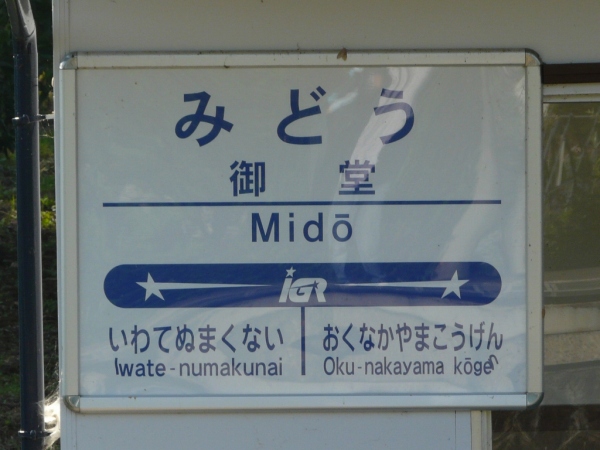 みどう
御堂
Midō
IGR
いわてぬまくない
Iwate-numakunai
おくなかやまこうげん
Oku-nakayama kōgen